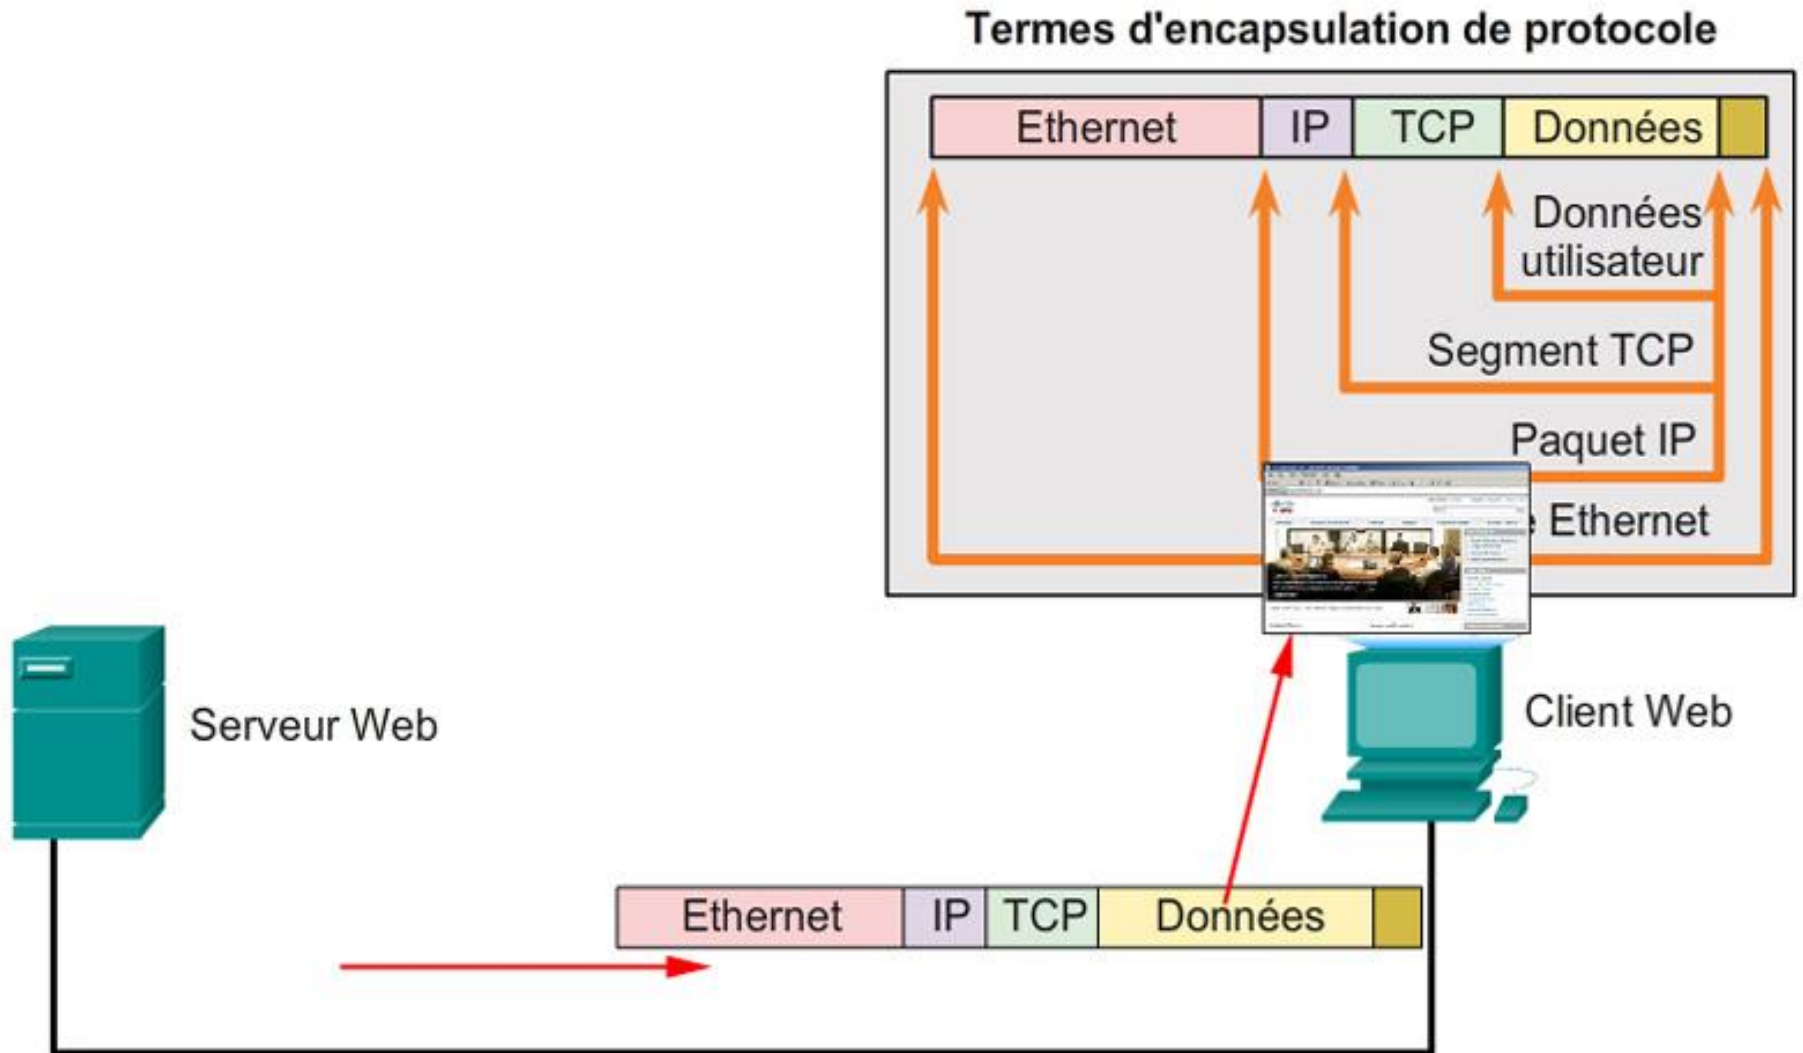 Termes d'encapsulation de protocole
Ethernet IP TCP Données
Données
utilisateur
Segment TCP
Paquet IP
Ethernet
Serveur Web
Client Web
Ethernet IP TCP Données